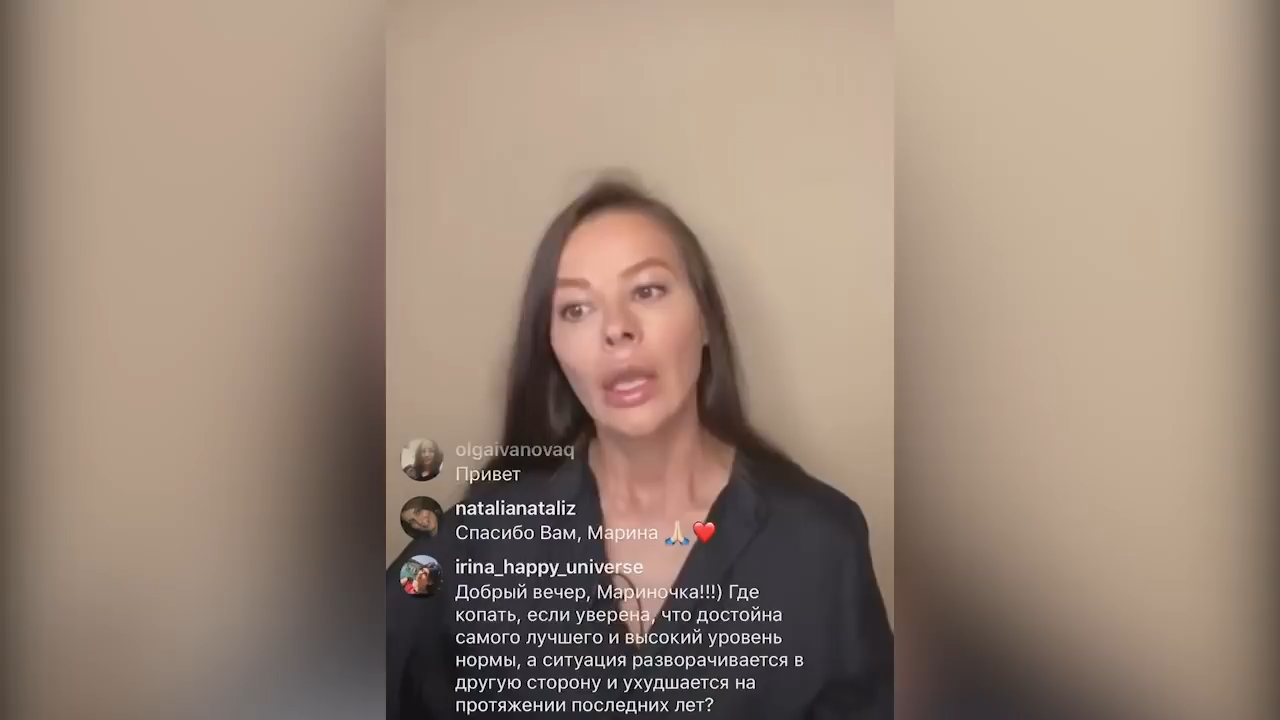 olgaivanovaq
Привет
natalianataliz
Спасибо Вам, Марина 🙏🏻❤️
irina_happy_universe
Добрый вечер, Мариночка!!!) Где
копать, если уверена, что достойна
самого лучшего и высокий уровень
нормы, а ситуация разворачивается в
другую сторону и ухудшается на
протяжении последних лет?